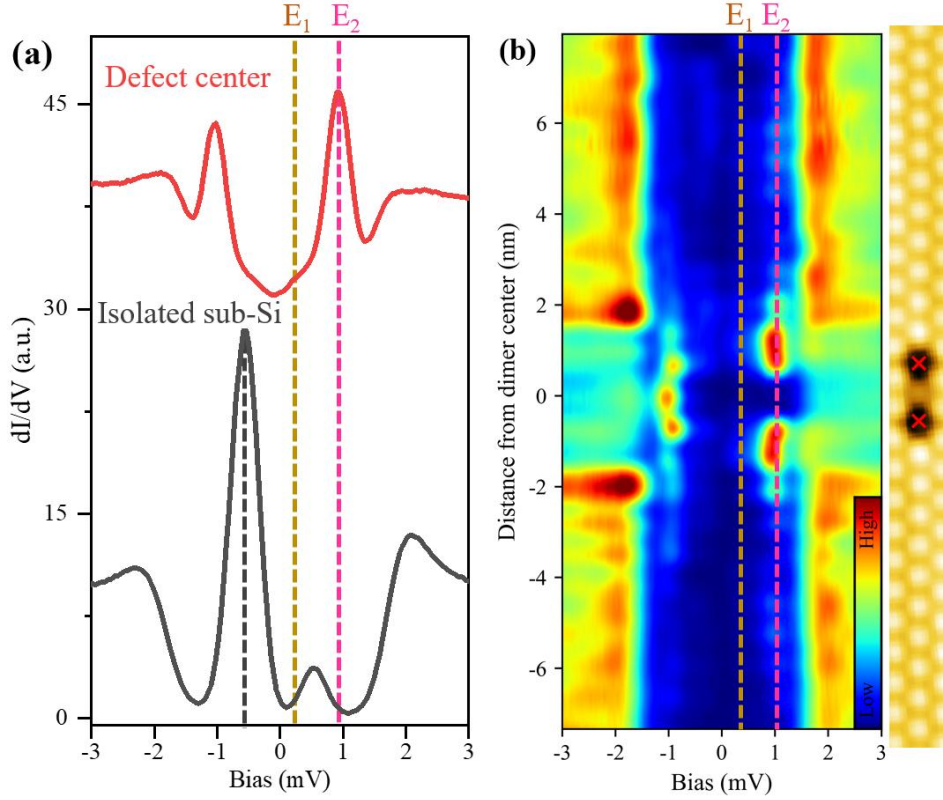 (a)
E1
E2
Defect center
Isolated sub-Si
45
30
15
0
dI/dV (a.u.)
-3
-2
-1
0
1
2
3
Bias (mV)
(b)
E1
E2
6
4
2
0
-2
-4
-6
Distance from dimer center (nm)
High
Low
-3
-2
-1
0
1
2
3
Bias (mV)